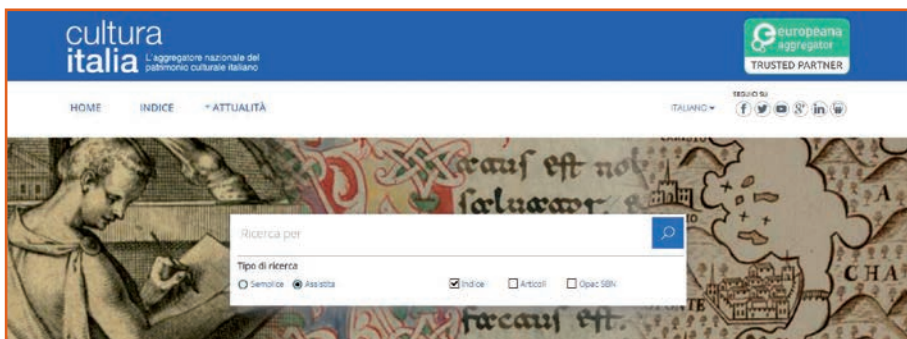 cultura
italia L'aggregatore nazionale del
patrimonio culturale italiano
europeana
aggregator
TRUSTED PARTNER
HOME INDICE ATTUALITÀ ITALIANO
SEGUICI SU
Ricerca per
Tipo di ricerca
Semplice Assistita Indice Articoli Opac SBN
CHA